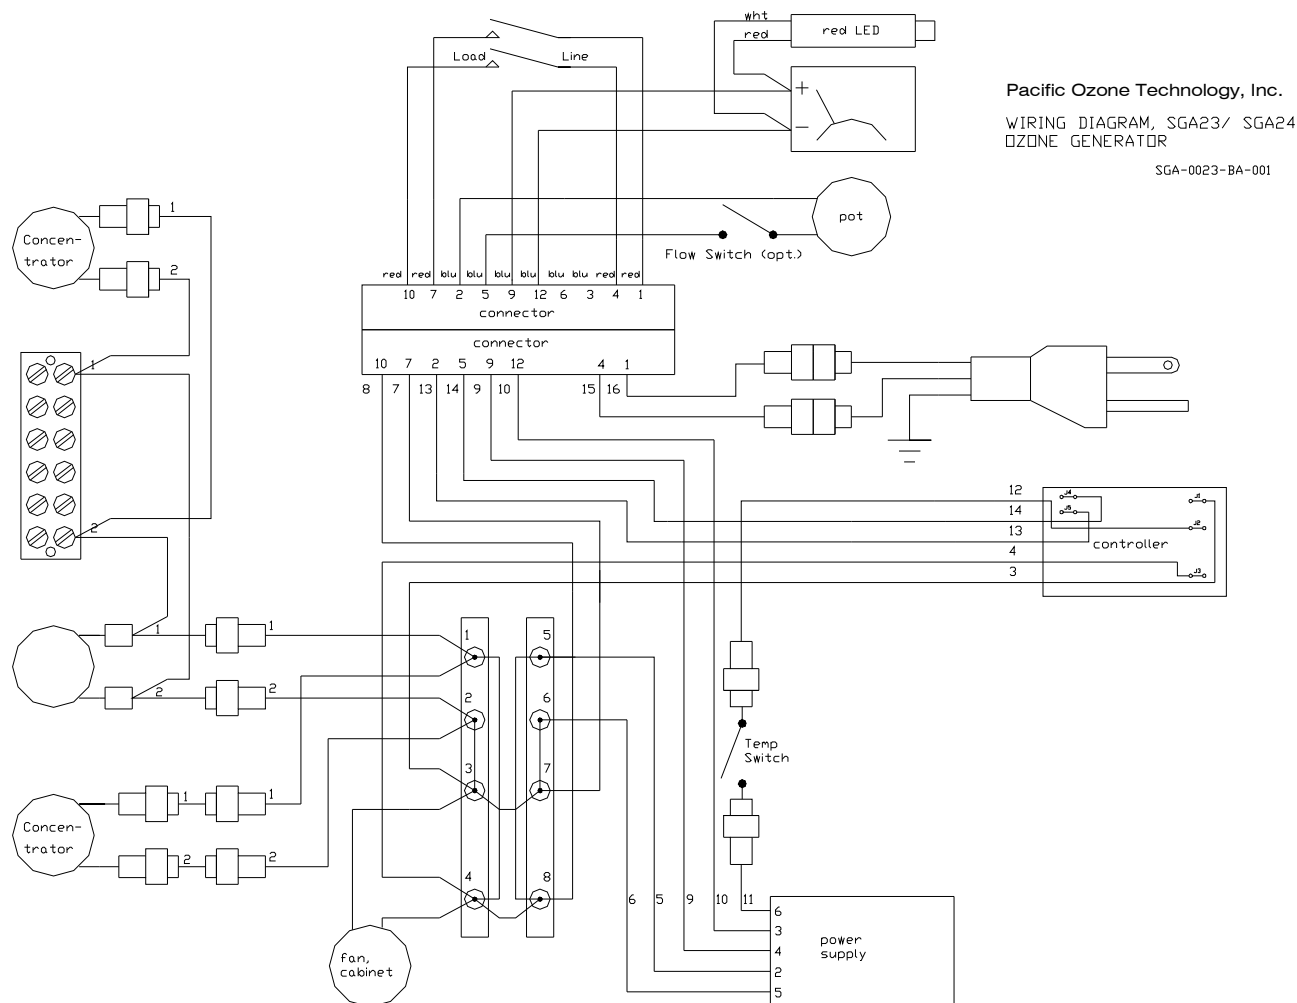 wht
red LED
red
Load
Line
+
−
Pacific Ozone Technology, Inc.
WIRING DIAGRAM, SGA23/ SGA24
OZONE GENERATOR
SGA-0023-BA-001
pot
Flow Switch (opt.)
red red blu blu blu blu blu blu red red
10 7 2 5 9 12 6 3 4 1
connector
connector
10 7 2 5 9 12 4 1
8 7 13 14 9 10 15 16
1
Concen-
trator
2
1
2
12
14
13
4
3
J4
J5
J1
J2
J3
controller
1
1
2
2
1
2
3
4
5
6
7
8
Temp
Switch
1
1
Concen-
trator
2
2
fan,
cabinet
6 5 9 10 11
6
3
4
2
5
power
supply